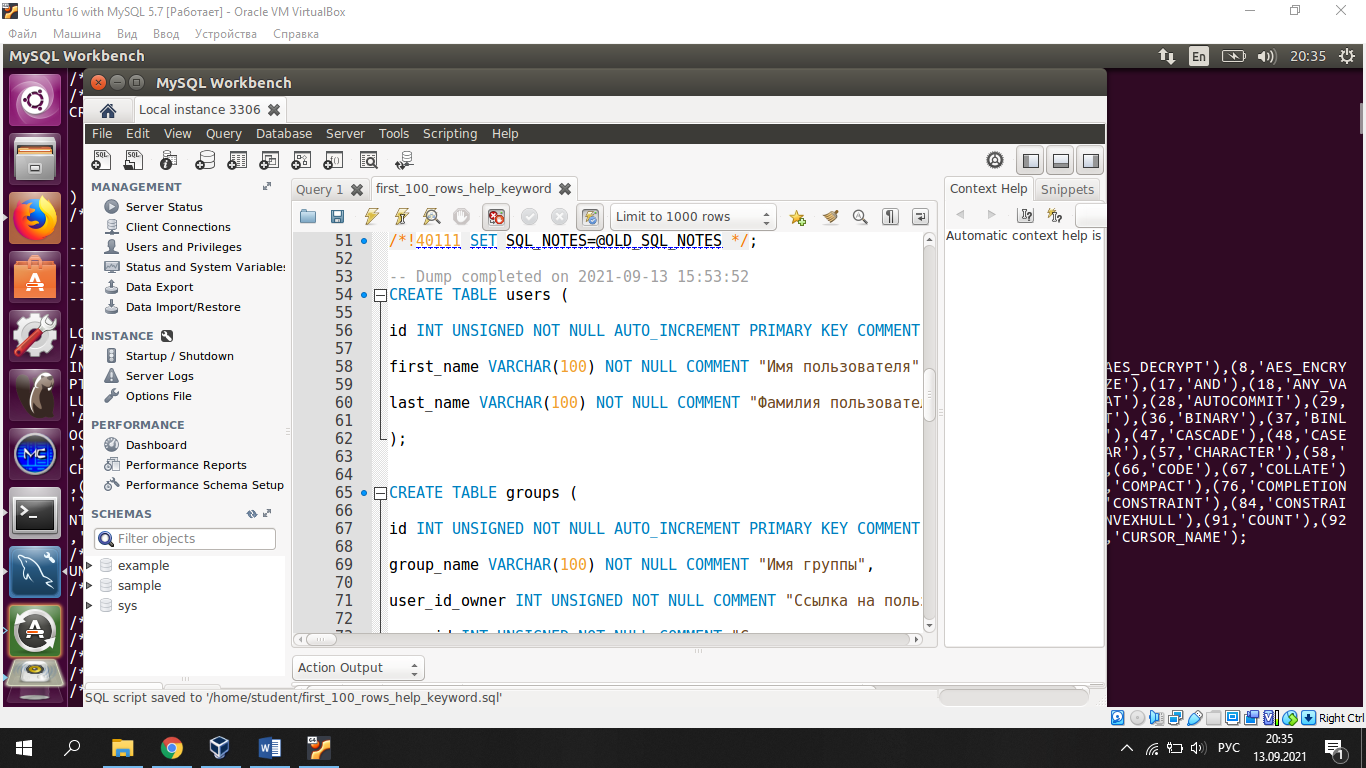 Ubuntu 16 with MySQL 5.7 [Работает] - Oracle VM VirtualBox
Файл Машина Вид Ввод Устройства Справка
MySQL Workbench
En 20:35
MySQL Workbench
Local instance 3306
File Edit View Query Database Server Tools Scripting Help
MANAGEMENT
Server Status
Client Connections
Users and Privileges
Status and System Variables
Data Export
Data Import/Restore
INSTANCE
Startup / Shutdown
Server Logs
Options File
PERFORMANCE
Dashboard
Performance Reports
Performance Schema Setup
SCHEMAS
Filter objects
example
sample
sys
Query 1 first_100_rows_help_keyword
Limit to 1000 rows
51 /*!40111 SET SQL_NOTES=@OLD_SQL_NOTES */;
52
53 -- Dump completed on 2021-09-13 15:53:52
54 CREATE TABLE users (
55
56 id INT UNSIGNED NOT NULL AUTO_INCREMENT PRIMARY KEY COMMENT
57
58 first_name VARCHAR(100) NOT NULL COMMENT "Имя пользователя"
59
60 last_name VARCHAR(100) NOT NULL COMMENT "Фамилия пользовател
61
62 );
63
64
65 CREATE TABLE groups (
66
67 id INT UNSIGNED NOT NULL AUTO_INCREMENT PRIMARY KEY COMMENT
68
69 group_name VARCHAR(100) NOT NULL COMMENT "Имя группы",
70
71 user_id_owner INT UNSIGNED NOT NULL COMMENT "Ссылка на поль
72
Action Output
SQL script saved to '/home/student/first_100_rows_help_keyword.sql'
Context Help Snippets
Automatic context help is
AES_DECRYPT'),(8,'AES_ENCRY
ZE'),(17,'AND'),(18,'ANY_VA
AT'),(28,'AUTOCOMMIT'),(29,
T'),(36,'BINARY'),(37,'BINL
'),(47,'CASCADE'),(48,'CASE
AR'),(57,'CHARACTER'),(58,'
,(66,'CODE'),(67,'COLLATE')
,'COMPACT'),(76,'COMPLETION
CONSTRAINT'),(84,'CONSTRAI
NVEXHULL'),(91,'COUNT'),(92
,'CURSOR_NAME');
Right Ctrl
РУС
20:35
13.09.2021
1